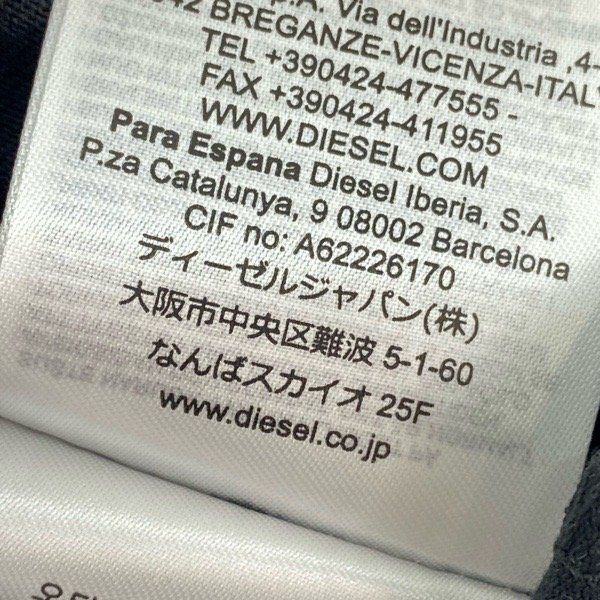 Via dell'Industria ,4-
BREGANZE-VICENZA-ITALY
TEL +390424-477555 -
FAX +390424-411955
WWW.DIESEL.COM
Para Espana Diesel Iberia, S.A.
P.za Catalunya, 9 08002 Barcelona
CIF no: A62226170
ディーゼルジャパン(株)
大阪市中央区難波 5-1-60
なんばスカイオ 25F
www.diesel.co.jp